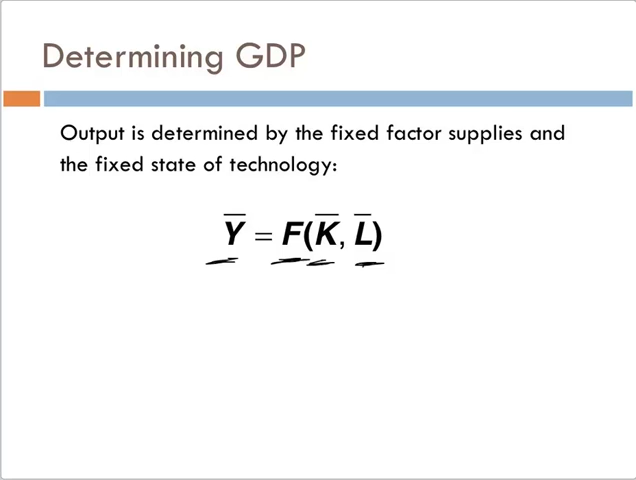 Determining GDP
Output is determined by the fixed factor supplies and
the fixed state of technology:
Y̅ = F(K̅, L̅)